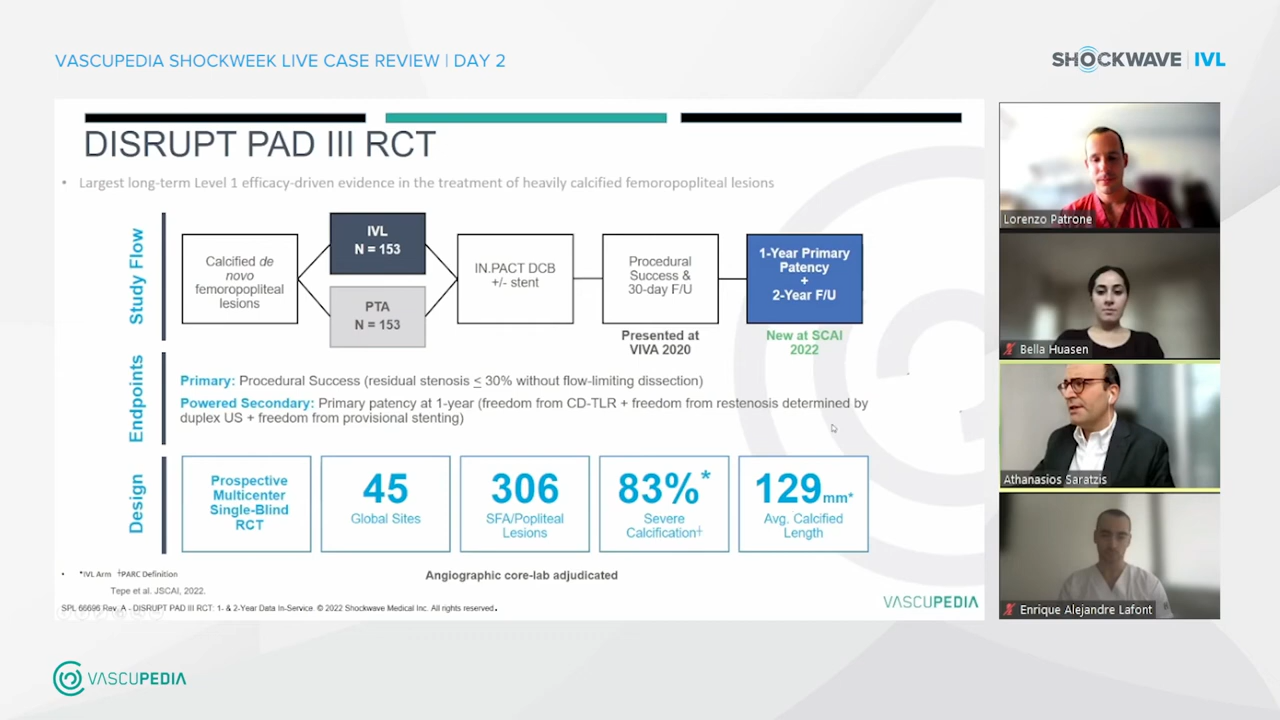 VASCUPEDIA SHOCKWEEK LIVE CASE REVIEW | DAY 2
SHOCKWAVE | IVL
DISRUPT PAD III RCT
• Largest long-term Level 1 efficacy-driven evidence in the treatment of heavily calcified femoropopliteal lesions
Study Flow
Calcified de
novo
femoropopliteal
lesions
IVL
N = 153
PTA
N = 153
IN.PACT DCB
+/- stent
Procedural
Success &
30-day F/U
Presented at
VIVA 2020
1-Year Primary
Patency
+
2-Year F/U
New at SCAI
2022
Endpoints
Primary: Procedural Success (residual stenosis ≤ 30% without flow-limiting dissection)
Powered Secondary: Primary patency at 1-year (freedom from CD-TLR + freedom from restenosis determined by
duplex US + freedom from provisional stenting)
Design
Prospective
Multicenter
Single-Blind
RCT
45
Global Sites
306
SFA/Popliteal
Lesions
83%*
Severe
Calcification†
129mm*
Avg. Calcified
Length
• *IVL Arm †PARC Definition
Angiographic core-lab adjudicated
Tepe et al. JSCAI, 2022.
SPL 66696 Rev. A - DISRUPT PAD III RCT: 1- & 2-Year Data In-Service. © 2022 Shockwave Medical Inc. All rights reserved.
VASCUPEDIA
Lorenzo Patrone
Bella Huasen
Athanasios Saratzis
Enrique Alejandre Lafont
VASCUPEDIA